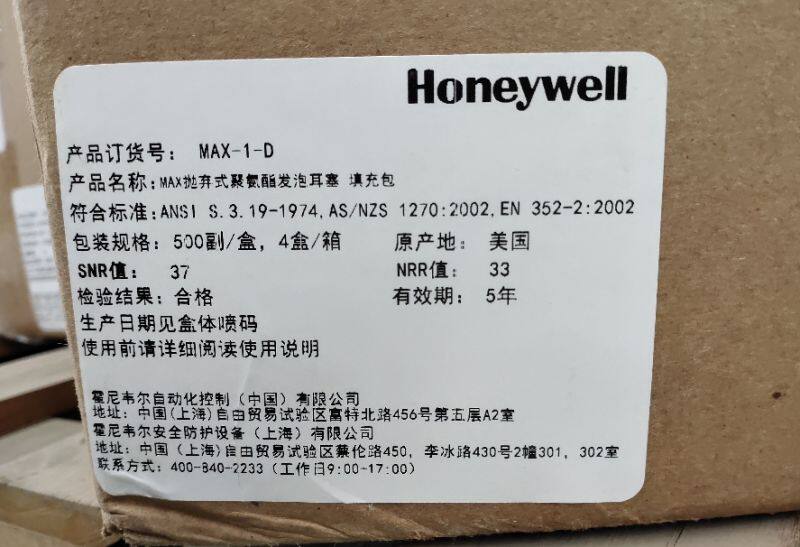 Honeywell
产品订货号: MAX-1-D
产品名称:MAX抛弃式聚氨酯发泡耳塞 填充包
符合标准:ANSI S.3.19-1974,AS/NZS 1270:2002,EN 352-2:2002
包装规格: 500副/盒, 4盒/箱 原产地: 美国
SNR值: 37 NRR值: 33
检验结果: 合格 有效期: 5年
生产日期见盒体喷码
使用前请详细阅读使用说明
霍尼韦尔自动化控制(中国)有限公司
地址: 中国(上海)自由贸易试验区富特北路456号第五层A2室
霍尼韦尔安全防护设备(上海)有限公司
地址: 中国(上海)自由贸易试验区蔡伦路450, 李冰路430号2幢301, 302室
联系方式: 400-840-2233 (工作日9:00-17:00)